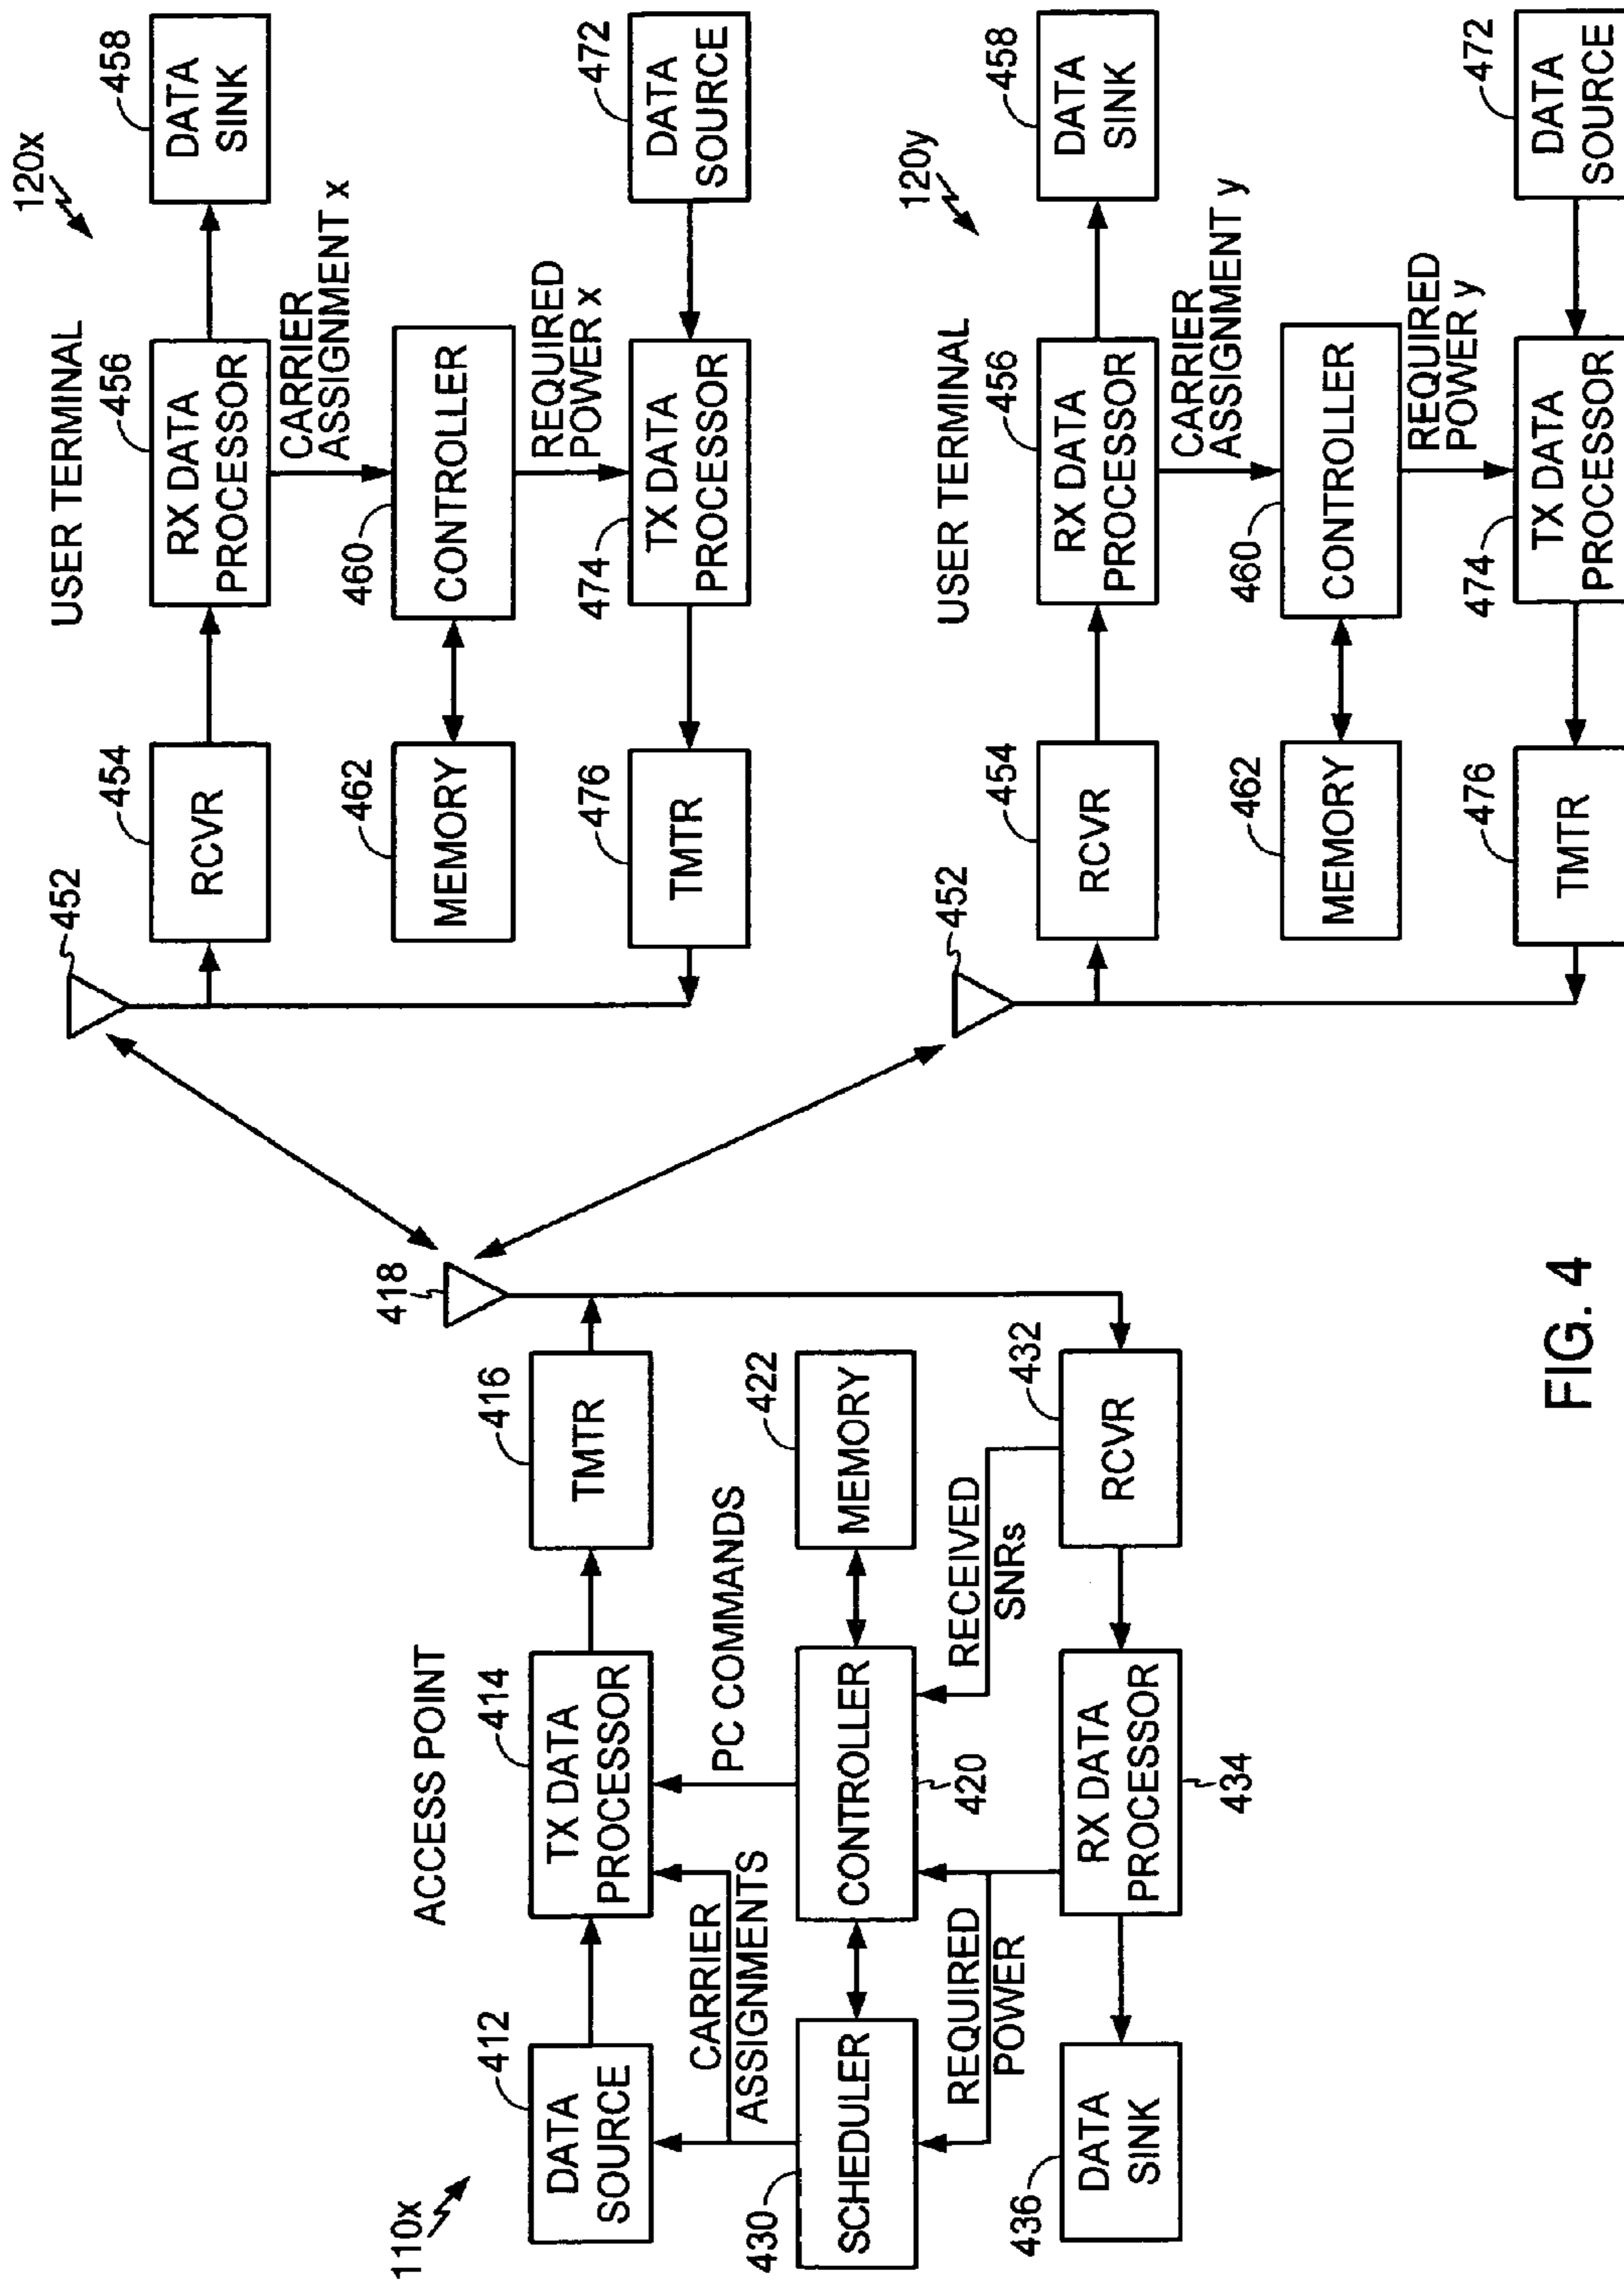 110x
ACCESS POINT
412
DATA
SOURCE
414
TX DATA
PROCESSOR
416
TMTR
418
CARRIER
ASSIGNMENTS
PC COMMANDS
430
SCHEDULER
CONTROLLER
420
422
MEMORY
REQUIRED
POWER
RECEIVED
SNRs
436
DATA
SINK
RX DATA
PROCESSOR
434
432
RCVR
120x
USER TERMINAL
452
454
RCVR
456
RX DATA
PROCESSOR
458
DATA
SINK
CARRIER
ASSIGNMENT x
462
MEMORY
460
CONTROLLER
REQUIRED
POWER x
476
TMTR
474
TX DATA
PROCESSOR
472
DATA
SOURCE
120y
USER TERMINAL
452
454
RCVR
456
RX DATA
PROCESSOR
458
DATA
SINK
CARRIER
ASSIGNMENT y
462
MEMORY
460
CONTROLLER
REQUIRED
POWER y
476
TMTR
474
TX DATA
PROCESSOR
472
DATA
SOURCE
FIG. 4